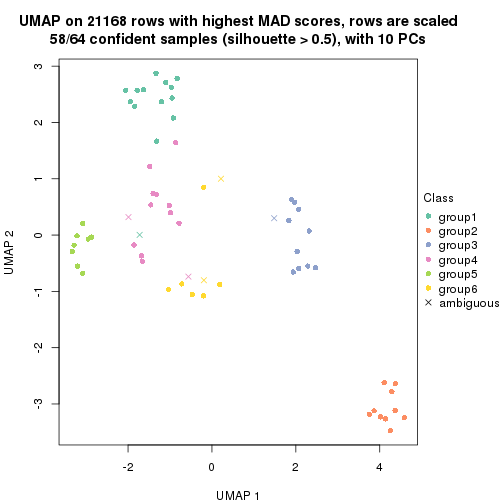 UMAP on 21168 rows with highest MAD scores, rows are scaled
58/64 confident samples (silhouette > 0.5), with 10 PCs
3
2
1
0
-1
-2
-3
UMAP 2
-2
0
2
4
UMAP 1
Class
group1
group2
group3
group4
group5
group6
ambiguous